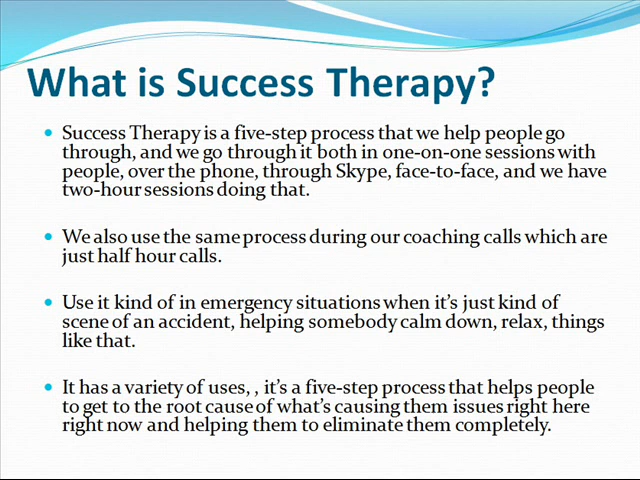 What is Success Therapy?
Success Therapy is a five-step process that we help people go
through, and we go through it both in one-on-one sessions with
people, over the phone, through Skype, face-to-face, and we have
two-hour sessions doing that.
We also use the same process during our coaching calls which are
just half hour calls.
Use it kind of in emergency situations when it's just kind of
scene of an accident, helping somebody calm down, relax, things
like that.
It has a variety of uses, , it's a five-step process that helps people
to get to the root cause of what's causing them issues right here
right now and helping them to eliminate them completely.